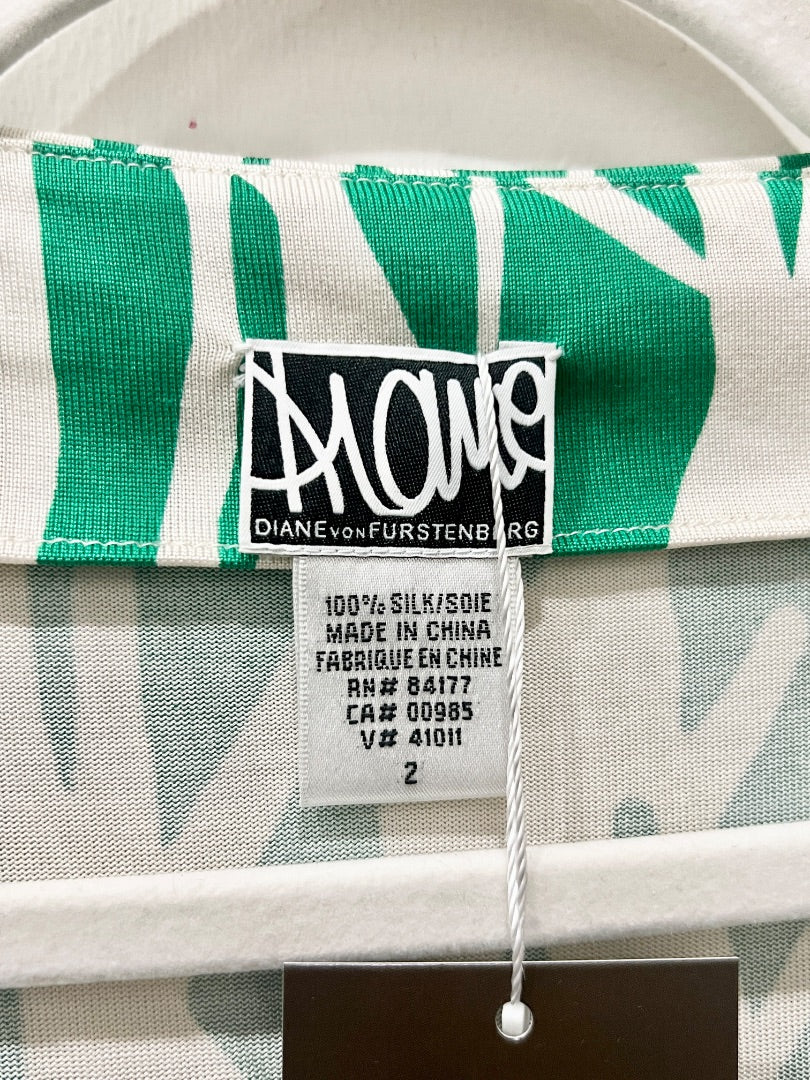 Diane
DIANE VON FURSTENBERG
100% SILK/SOIE
MADE IN CHINA
FABRIQUE EN CHINE
RN# 84177
CA# 00985
V# 41011
2